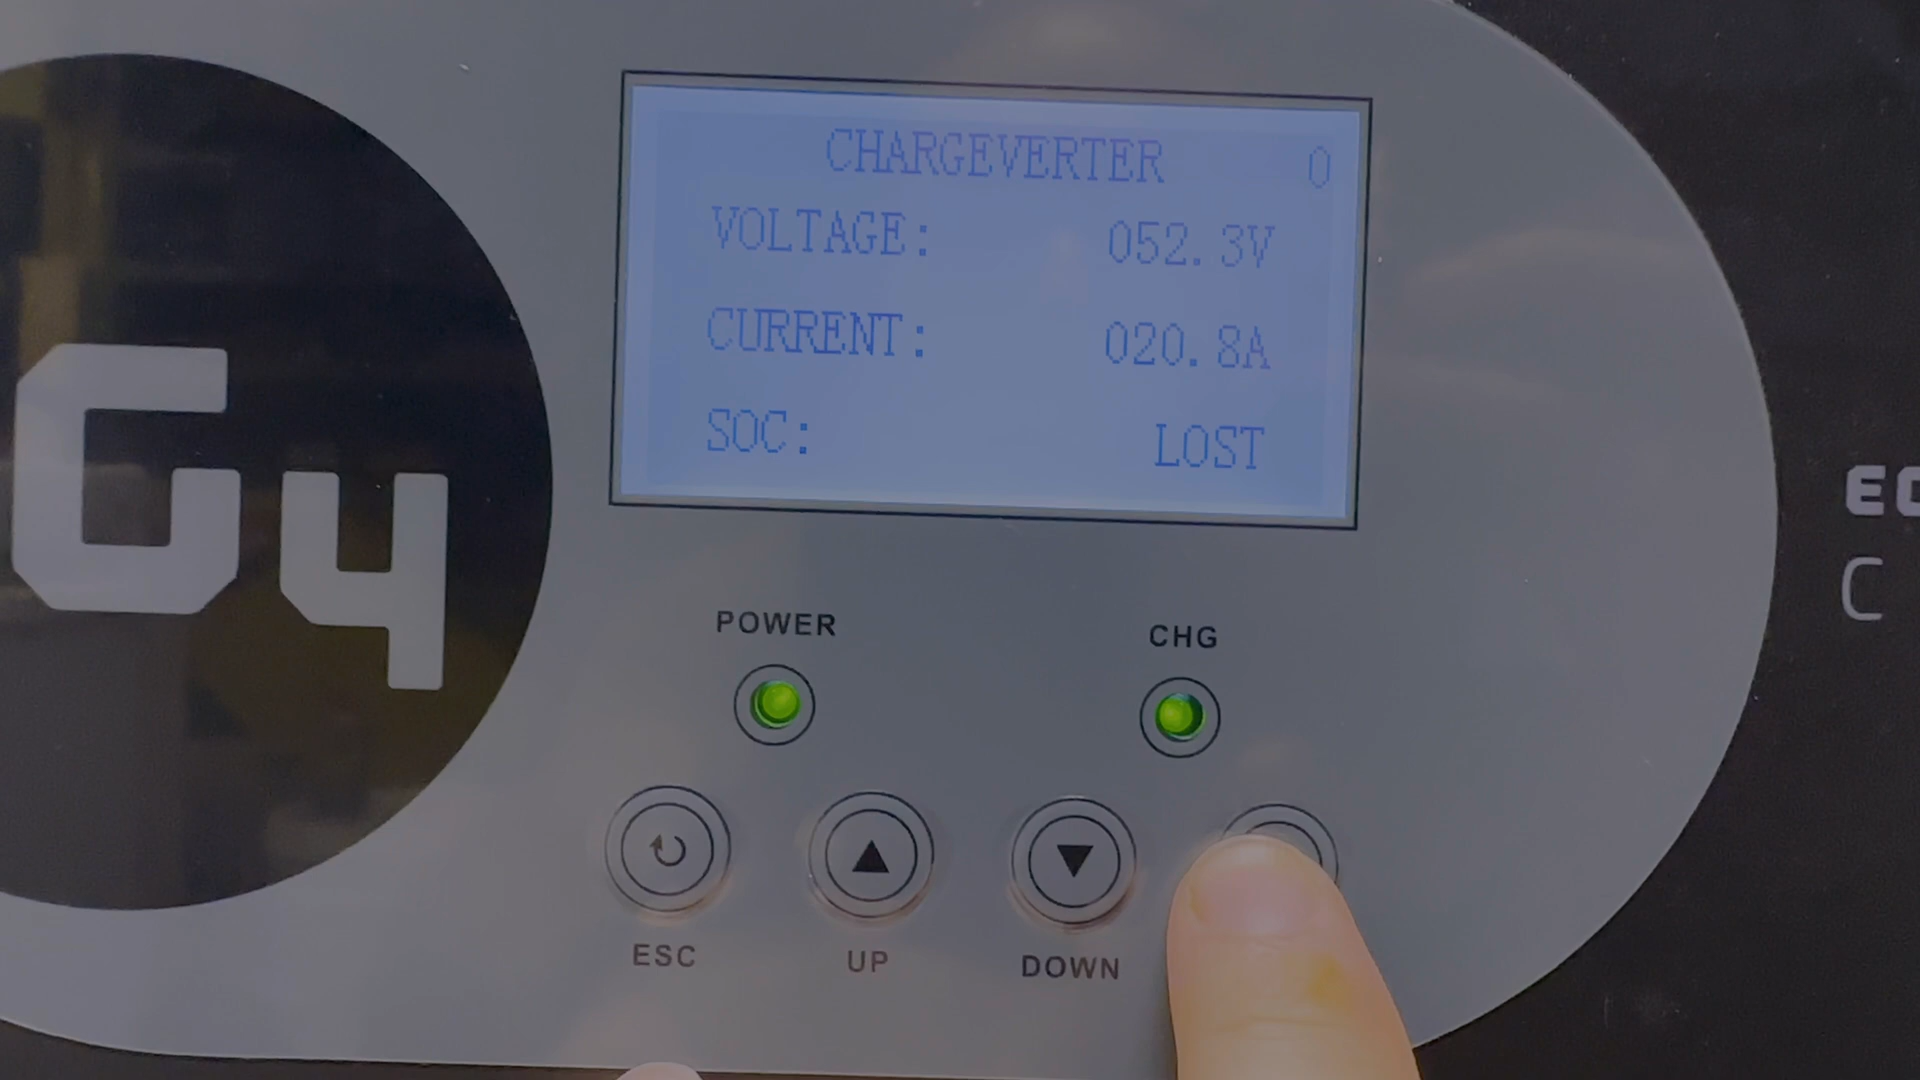 CHARGEVERTER 0
VOLTAGE: 052.3V
CURRENT: 020.8A
SOC: LOST
G4
POWER CHG
ESC UP DOWN